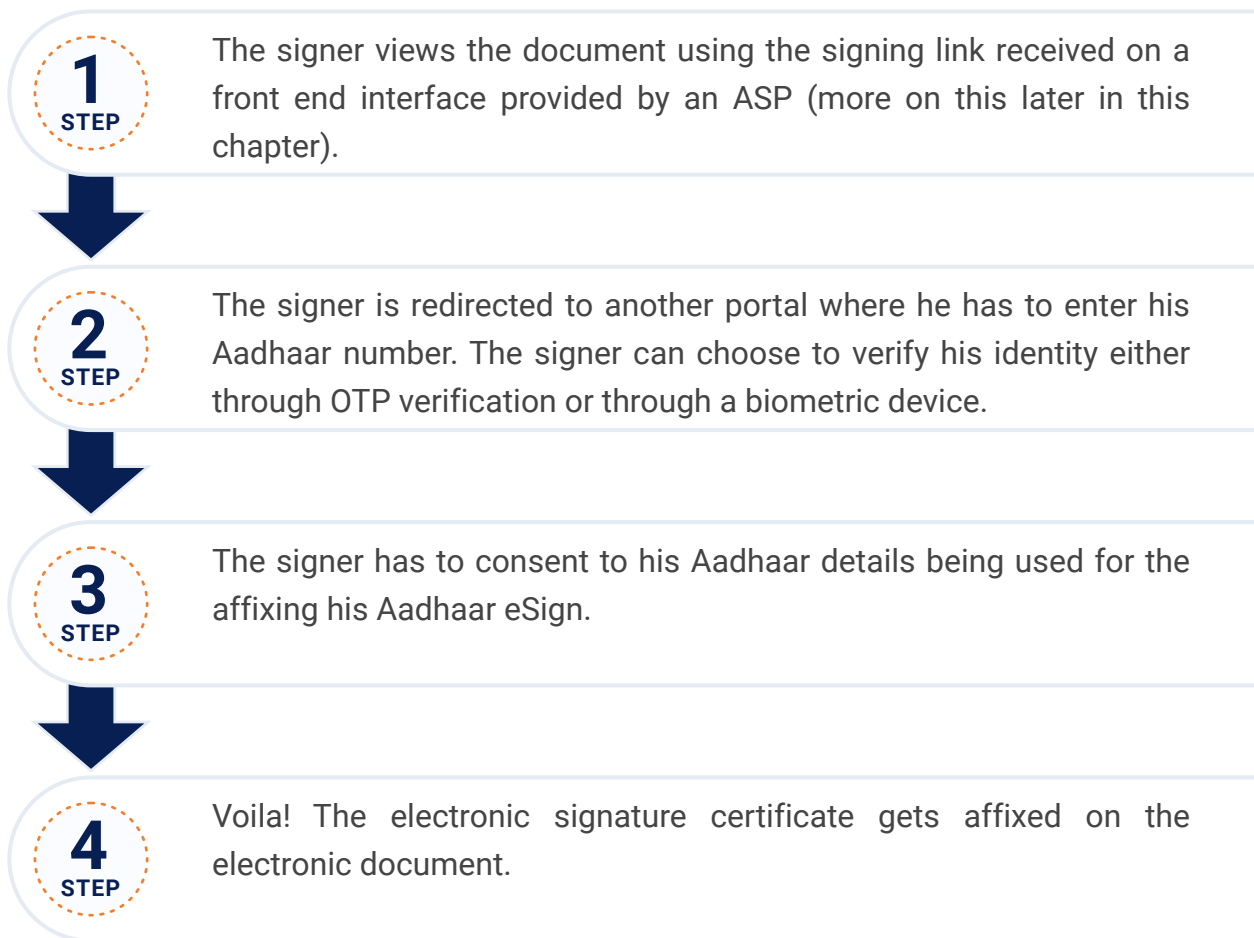 1
STEP
The signer views the document using the signing link received on a
front end interface provided by an ASP (more on this later in this
chapter).
2
STEP
The signer is redirected to another portal where he has to enter his
Aadhaar number. The signer can choose to verify his identity either
through OTP verification or through a biometric device.
3
STEP
The signer has to consent to his Aadhaar details being used for the
affixing his Aadhaar eSign.
4
STEP
Voila! The electronic signature certificate gets affixed on the
electronic document.